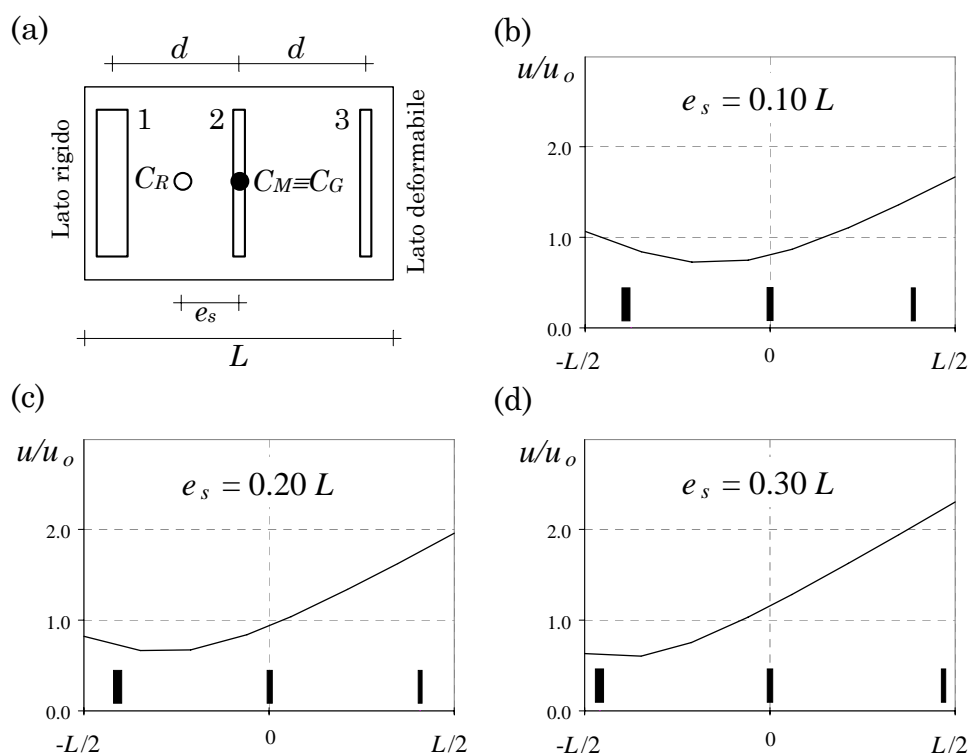 (a)
d d
Lato rigido
1 2 3
C_R C_M≡C_G
Lato deformabile
e_s
L
(b)
u/u_o
e_s = 0.10 L
2.0
1.0
0.0
-L/2 0 L/2
(c)
u/u_o
e_s = 0.20 L
2.0
1.0
0.0
-L/2 0 L/2
(d)
u/u_o
e_s = 0.30 L
2.0
1.0
0.0
-L/2 0 L/2